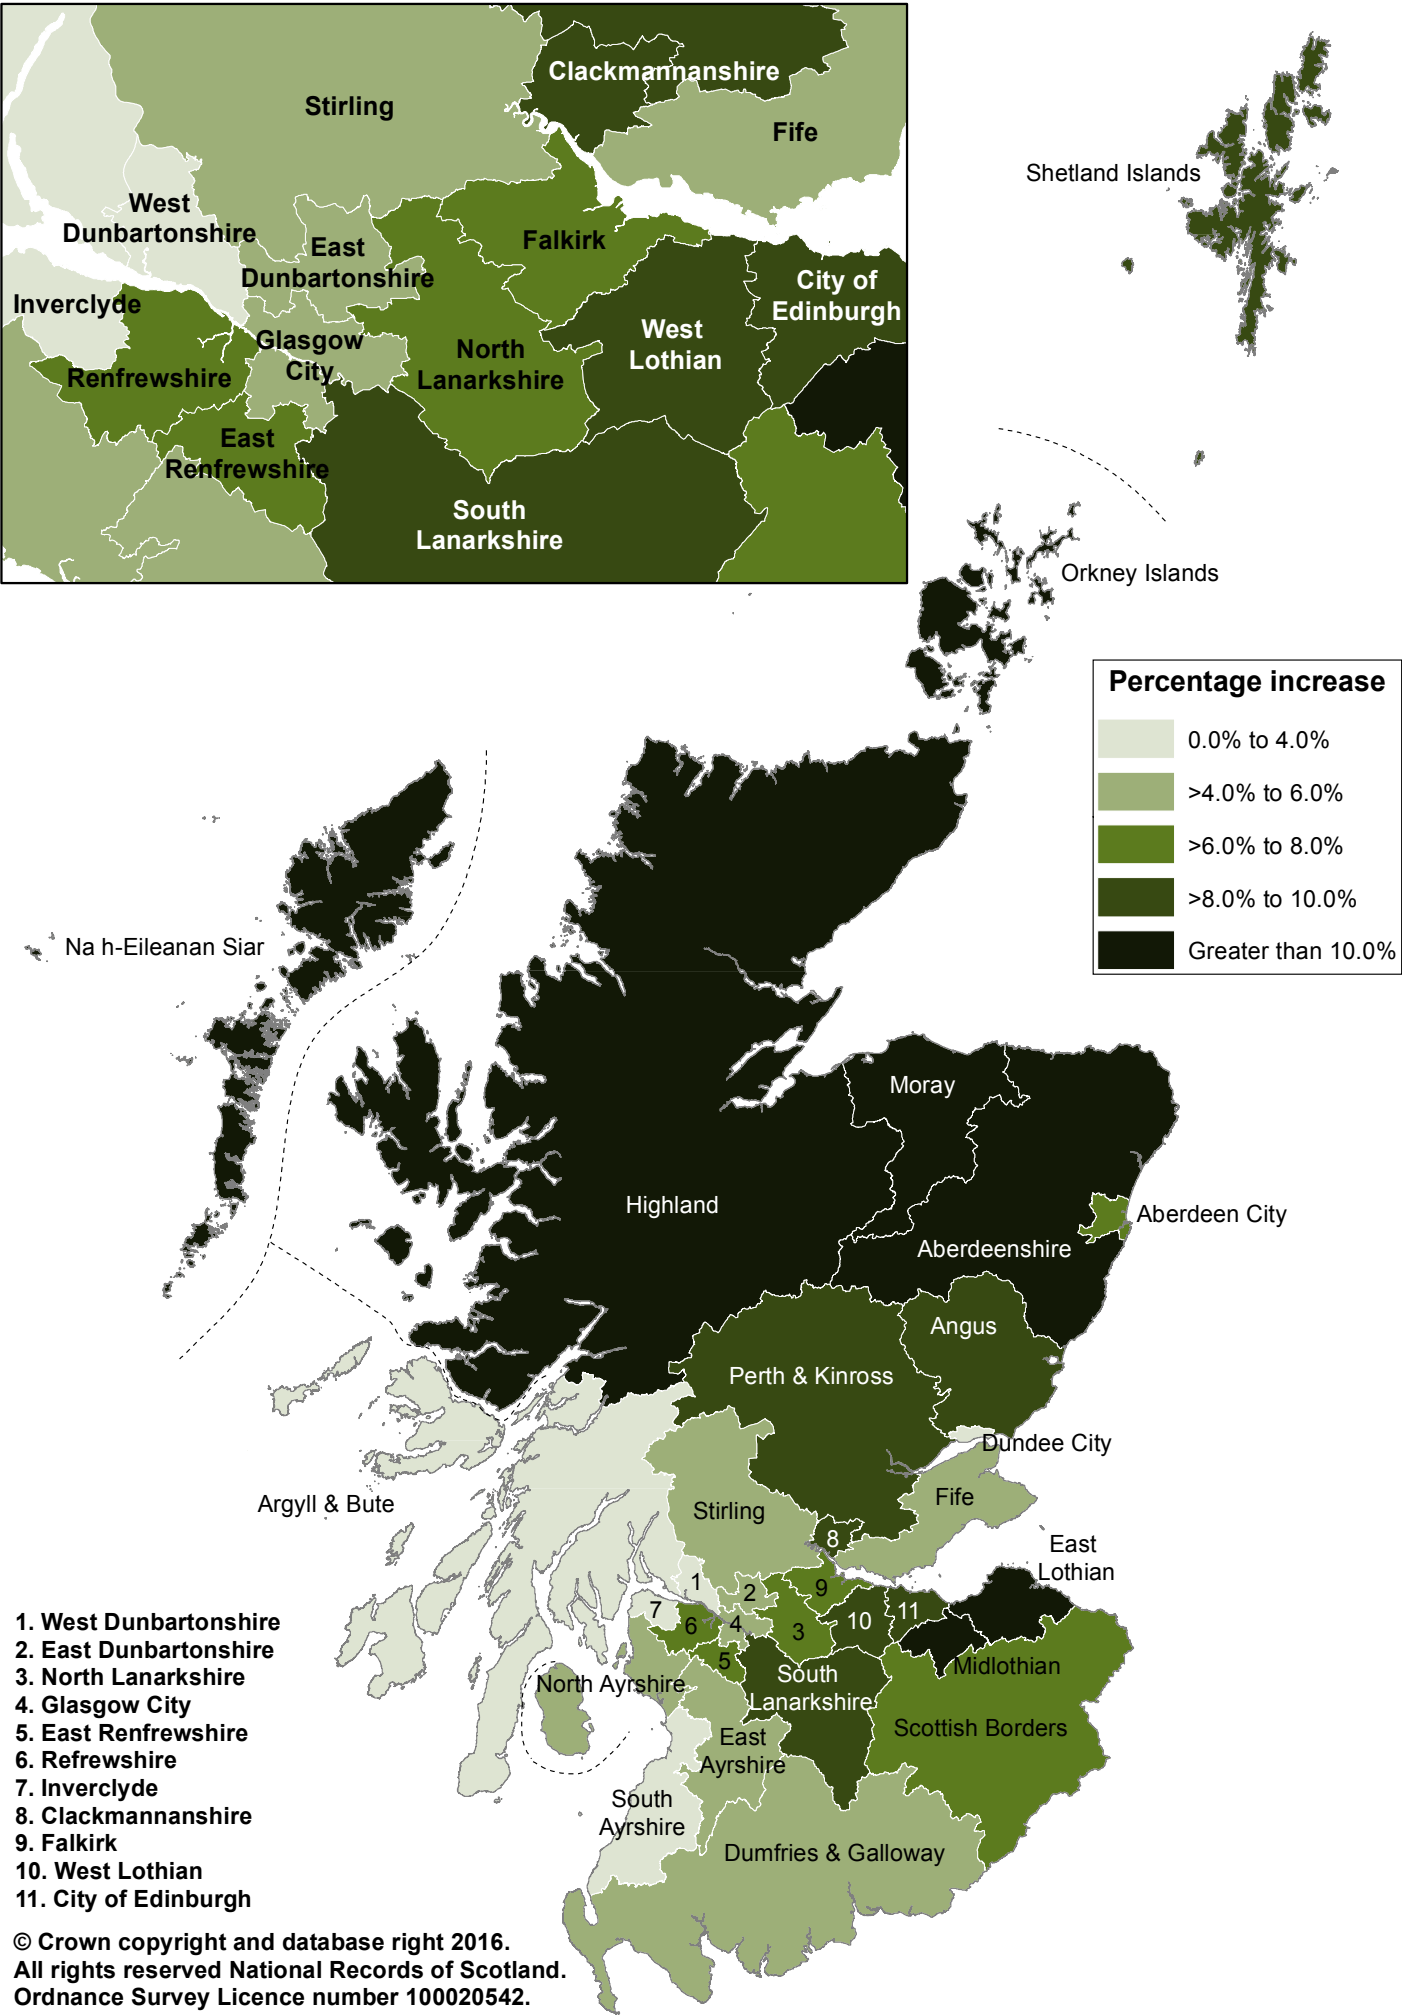 Clackmannanshire
Stirling
Fife
West
Dunbartonshire
East
Dunbartonshire
Falkirk
City of
Edinburgh
Inverclyde
Glasgow
City
West
Lothian
North
Lanarkshire
Renfrewshire
East
Renfrewshire
South
Lanarkshire
Shetland Islands
Orkney Islands
Percentage increase
0.0% to 4.0%
>4.0% to 6.0%
>6.0% to 8.0%
>8.0% to 10.0%
Greater than 10.0%
Na h-Eileanan Siar
Moray
Highland
Aberdeen City
Aberdeenshire
Angus
Perth & Kinross
Dundee City
Argyll & Bute
Stirling
Fife
8
East
Lothian
1
2
9
7
6
4
3
10
11
5
Midlothian
North Ayrshire
South
Lanarkshire
Scottish Borders
East
Ayrshire
South
Ayrshire
Dumfries & Galloway
1. West Dunbartonshire
2. East Dunbartonshire
3. North Lanarkshire
4. Glasgow City
5. East Renfrewshire
6. Refrewshire
7. Inverclyde
8. Clackmannanshire
9. Falkirk
10. West Lothian
11. City of Edinburgh
© Crown copyright and database right 2016.
All rights reserved National Records of Scotland.
Ordnance Survey Licence number 100020542.